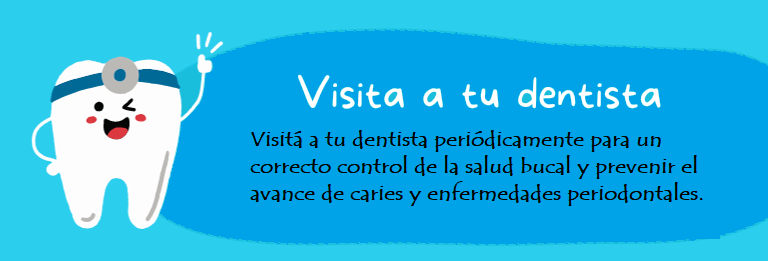 Visita a tu dentista
Visitá a tu dentista periódicamente para un
correcto control de la salud bucal y prevenir el
avance de caries y enfermedades periodontales.